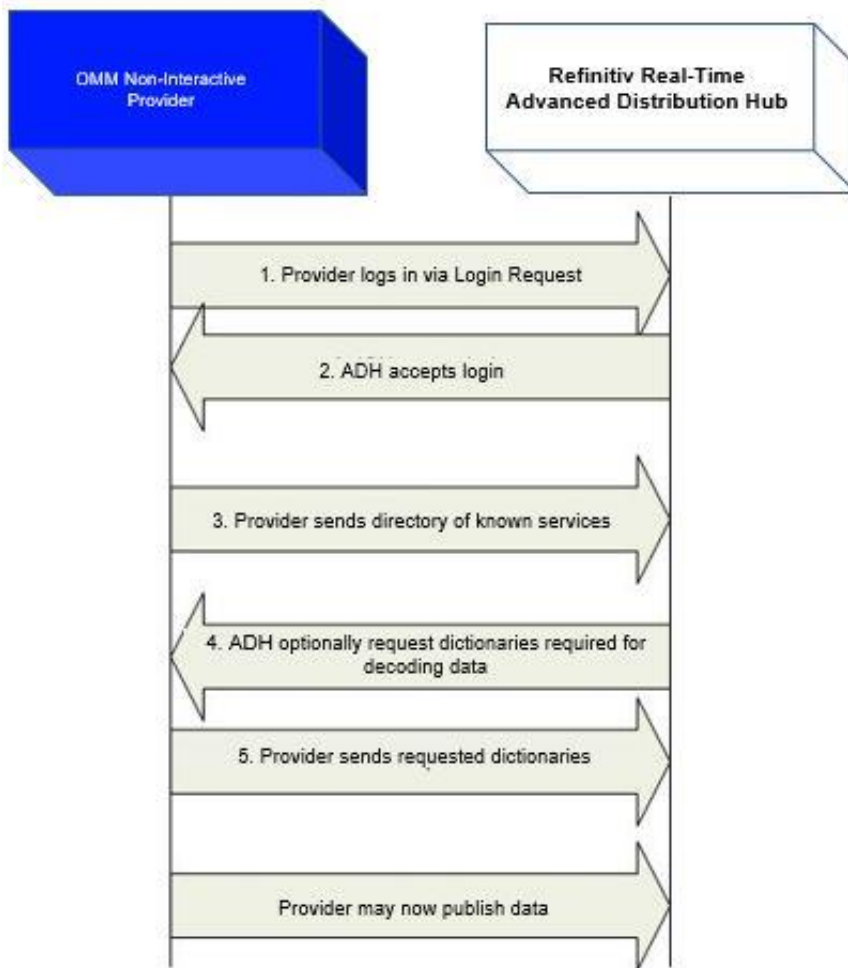 OMM Non-Interactive
Provider
Refinitiv Real-Time
Advanced Distribution Hub
1. Provider logs in via Login Request
2. ADH accepts login
3. Provider sends directory of known services
4. ADH optionally request dictionaries required for
decoding data
5. Provider sends requested dictionaries
Provider may now publish data